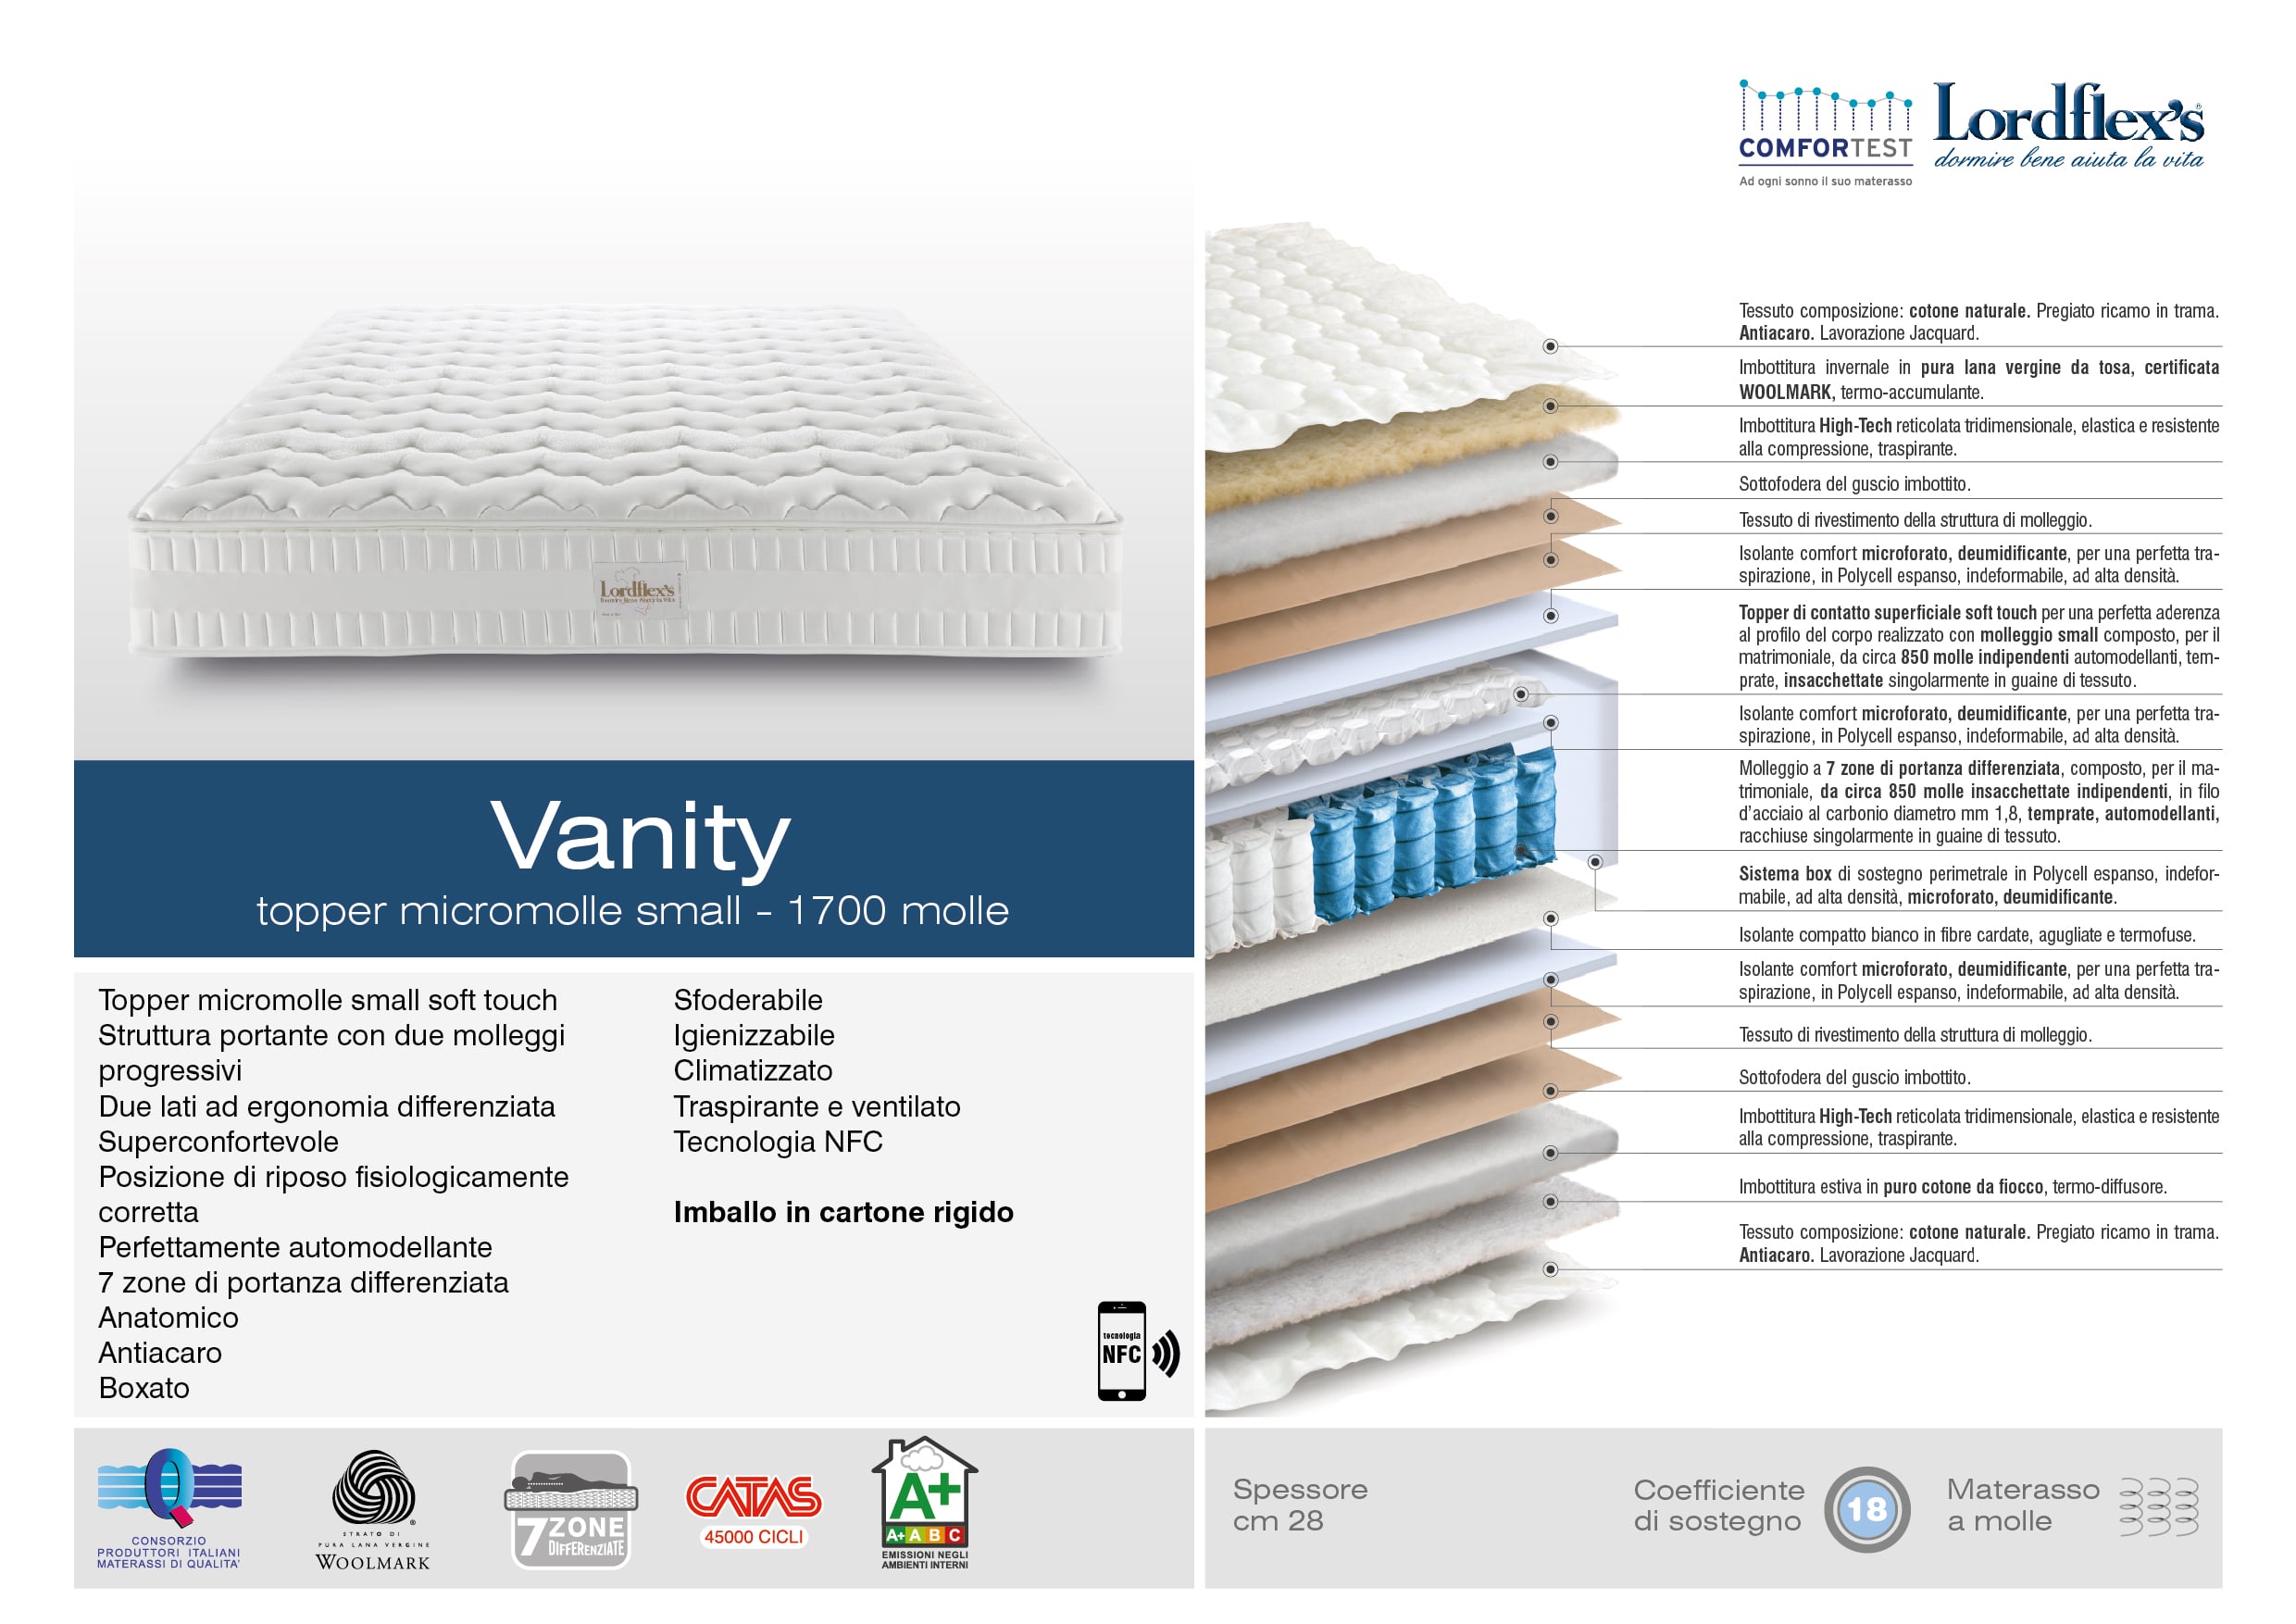 COMFORTEST
Ad ogni sonno il suo materasso
Lordflex's
dormire bene aiuta la vita
Lordflex's
Vanity
topper micromolle small - 1700 molle
Topper micromolle small soft touch
Struttura portante con due molleggi
progressivi
Due lati ad ergonomia differenziata
Superconfortevole
Posizione di riposo fisiologicamente
corretta
Perfettamente automodellante
7 zone di portanza differenziata
Anatomico
Antiacaro
Boxato
Sfoderabile
Igienizzabile
Climatizzato
Traspirante e ventilato
Tecnologia NFC
Imballo in cartone rigido
tecnologia
NFC
Tessuto composizione: cotone naturale. Pregiato ricamo in trama.
Antiacaro. Lavorazione Jacquard.
Imbottitura invernale in pura lana vergine da tosa, certificata
WOOLMARK, termo-accumulante.
Imbottitura High-Tech reticolata tridimensionale, elastica e resistente
alla compressione, traspirante.
Sottofodera del guscio imbottito.
Tessuto di rivestimento della struttura di molleggio.
Isolante comfort microforato, deumidificante, per una perfetta tra-
spirazione, in Polycell espanso, indeformabile, ad alta densità.
Topper di contatto superficiale soft touch per una perfetta aderenza
al profilo del corpo realizzato con molleggio small composto, per il
matrimoniale, da circa 850 molle indipendenti automodellanti, tem-
prate, insacchettate singolarmente in guaine di tessuto.
Isolante comfort microforato, deumidificante, per una perfetta tra-
spirazione, in Polycell espanso, indeformabile, ad alta densità.
Molleggio a 7 zone di portanza differenziata, composto, per il ma-
trimoniale, da circa 850 molle insacchettate indipendenti, in filo
d'acciaio al carbonio diametro mm 1,8, temprate, automodellanti,
racchiuse singolarmente in guaine di tessuto.
Sistema box di sostegno perimetrale in Polycell espanso, indefor-
mabile, ad alta densità, microforato, deumidificante.
Isolante compatto bianco in fibre cardate, agugliate e termofuse.
Isolante comfort microforato, deumidificante, per una perfetta tra-
spirazione, in Polycell espanso, indeformabile, ad alta densità.
Tessuto di rivestimento della struttura di molleggio.
Sottofodera del guscio imbottito.
Imbottitura High-Tech reticolata tridimensionale, elastica e resistente
alla compressione, traspirante.
Imbottitura estiva in puro cotone da fiocco, termo-diffusore.
Tessuto composizione: cotone naturale. Pregiato ricamo in trama.
Antiacaro. Lavorazione Jacquard.
CONSORZIO
PRODUTTORI ITALIANI
MATERASSI DI QUALITA'
STRATO DI
PURA LANA VERGINE
WOOLMARK
7 ZONE
DIFFERENZIATE
CATAS
45000 CICLI
A+
A+ A B C
EMISSIONI NEGLI
AMBIENTI INTERNI
Spessore
cm 28
Coefficiente
di sostegno
18
Materasso
a molle